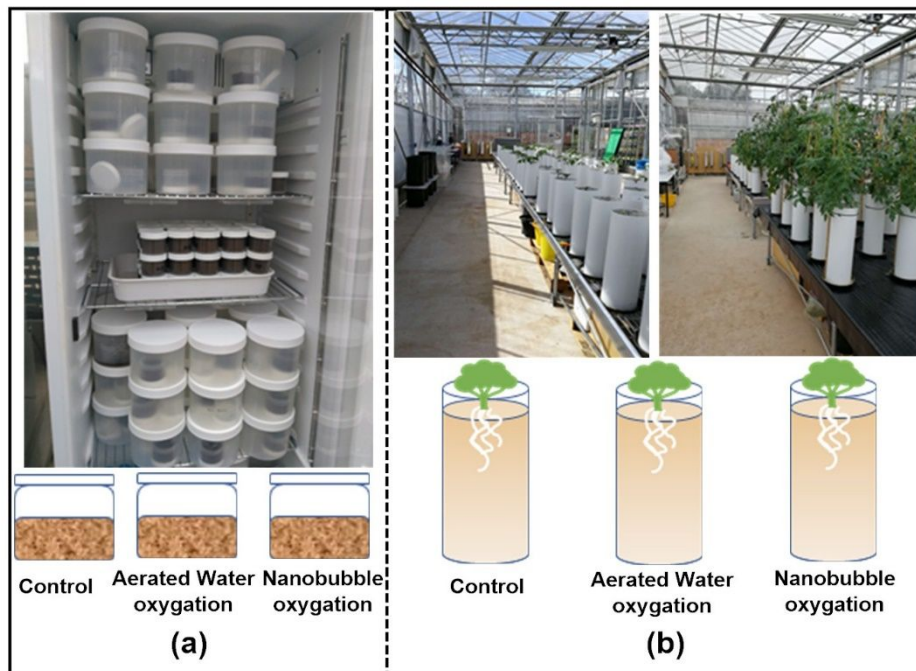 Control
Aerated Water
oxygation
Nanobubble
oxygation
(a)
Control
Aerated Water
oxygation
Nanobubble
oxygation
(b)